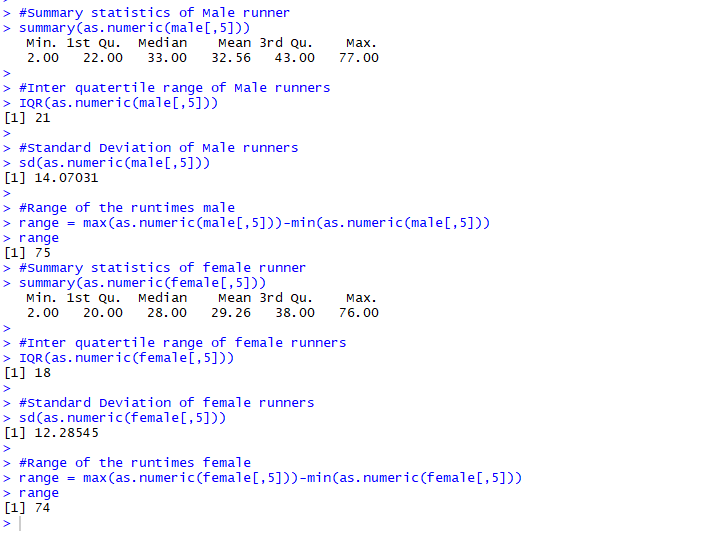 > #Summary statistics of Male runner
> summary(as.numeric(male[,5]))
   Min. 1st Qu.  Median    Mean 3rd Qu.    Max.
   2.00   22.00   33.00   32.56   43.00   77.00
>
> #Inter quatertile range of Male runners
> IQR(as.numeric(male[,5]))
[1] 21
>
> #Standard Deviation of Male runners
> sd(as.numeric(male[,5]))
[1] 14.07031
>
> #Range of the runtimes male
> range = max(as.numeric(male[,5]))-min(as.numeric(male[,5]))
> range
[1] 75
> #Summary statistics of female runner
> summary(as.numeric(female[,5]))
   Min. 1st Qu.  Median    Mean 3rd Qu.    Max.
   2.00   20.00   28.00   29.26   38.00   76.00
>
> #Inter quatertile range of female runners
> IQR(as.numeric(female[,5]))
[1] 18
>
> #Standard Deviation of female runners
> sd(as.numeric(female[,5]))
[1] 12.28545
>
> #Range of the runtimes female
> range = max(as.numeric(female[,5]))-min(as.numeric(female[,5]))
> range
[1] 74
>